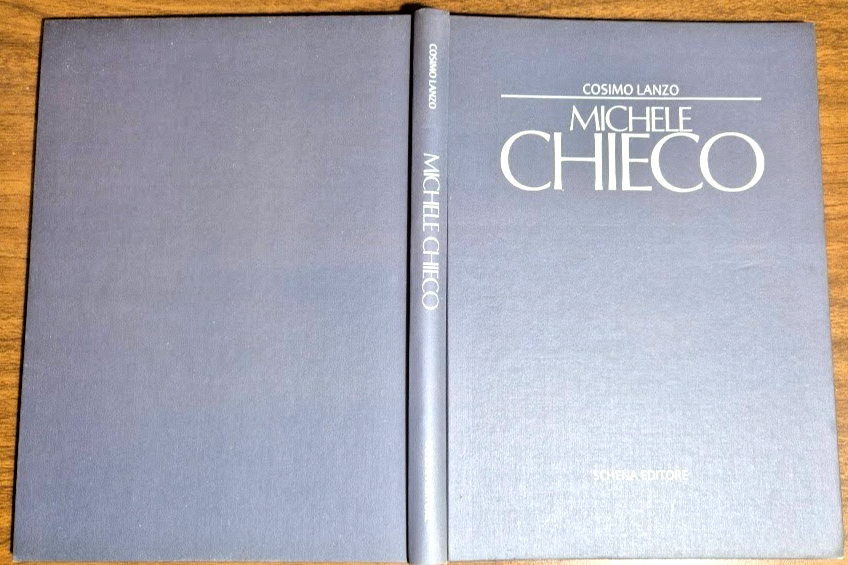 COSIMO LANZO
MICHELE CHIECO
COSIMO LANZO
MICHELE
CHIECO
SCHENA EDITORE